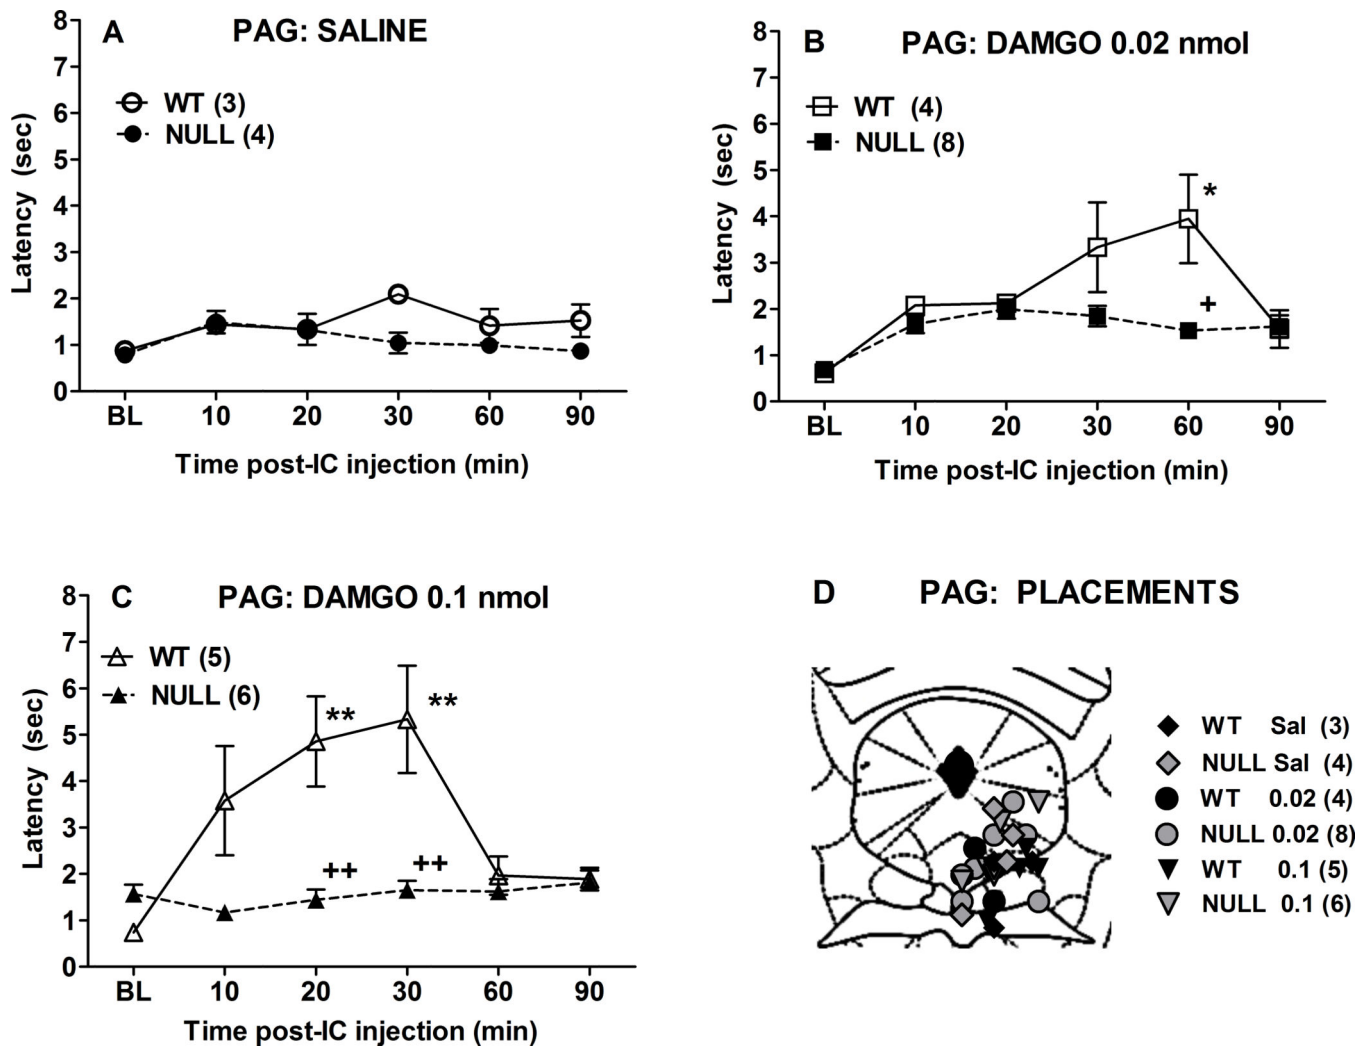 A PAG: SALINE
8
7
6
5
4
3
2
1
0
Latency (sec)
WT (3)
NULL (4)
BL 10 20 30 60 90
Time post-IC injection (min)
B PAG: DAMGO 0.02 nmol
8
7
6
5
4
3
2
1
0
Latency (sec)
WT (4)
NULL (8)
*
+
BL 10 20 30 60 90
Time post-IC injection (min)
C PAG: DAMGO 0.1 nmol
8
7
6
5
4
3
2
1
0
Latency (sec)
WT (5)
NULL (6)
** **
++ ++
BL 10 20 30 60 90
Time post-IC injection (min)
D PAG: PLACEMENTS
WT Sal (3)
NULL Sal (4)
WT 0.02 (4)
NULL 0.02 (8)
WT 0.1 (5)
NULL 0.1 (6)